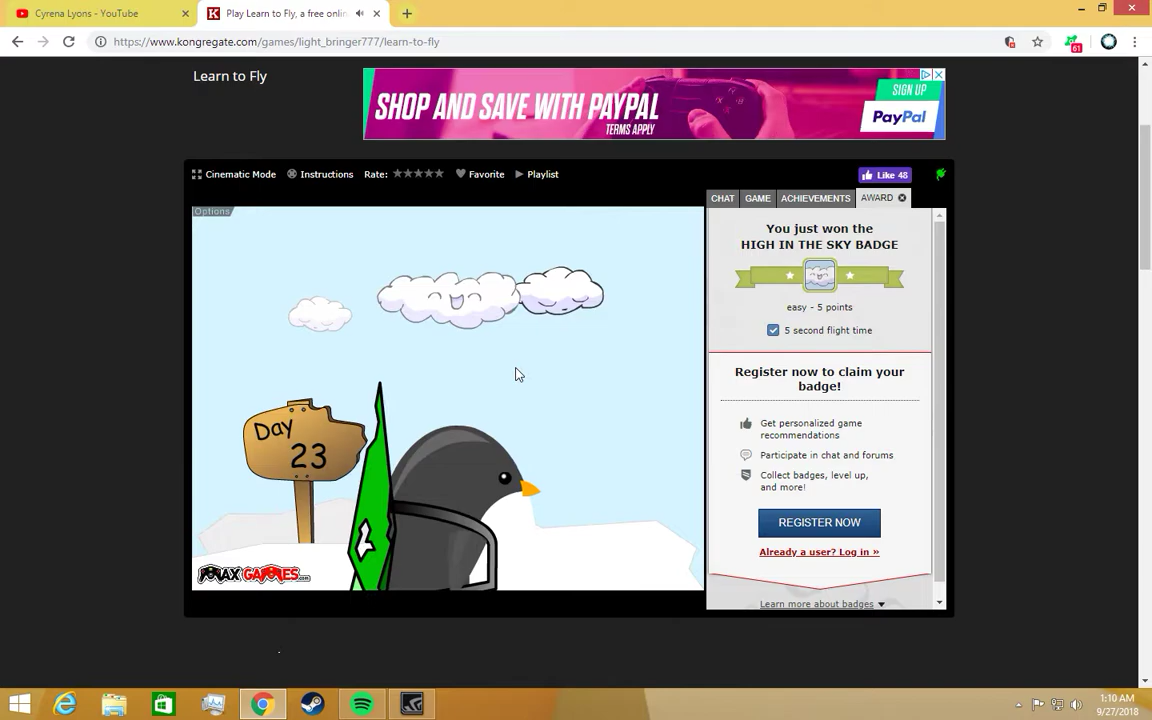 Cyrena Lyons - YouTube
Play Learn to Fly, a free onlin
https://www.kongregate.com/games/light_bringer777/learn-to-fly
61
Learn to Fly
SHOP AND SAVE WITH PAYPAL
TERMS APPLY
SIGN UP
PayPal
Cinematic Mode
Instructions
Rate:
Favorite
Playlist
Like 48
CHAT
GAME
ACHIEVEMENTS
AWARD
Options
You just won the
HIGH IN THE SKY BADGE
easy - 5 points
5 second flight time
Register now to claim your
badge!
Get personalized game
recommendations
Participate in chat and forums
Collect badges, level up,
and more!
REGISTER NOW
Already a user? Log in »
Learn more about badges
Day
23
MAXGAMES.com
1:10 AM
9/27/2018